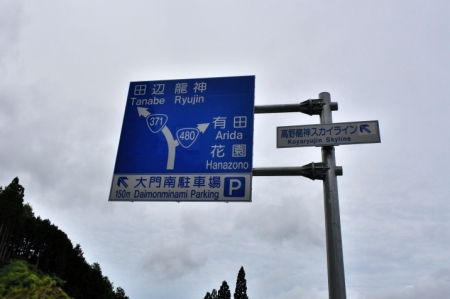 田辺 龍神
Tanabe Ryujin
371
480
有田
Arida
花園
Hanazono
大門南駐車場 P
150m Daimonminami Parking
高野龍神スカイライン
Koyaryujin Skyline